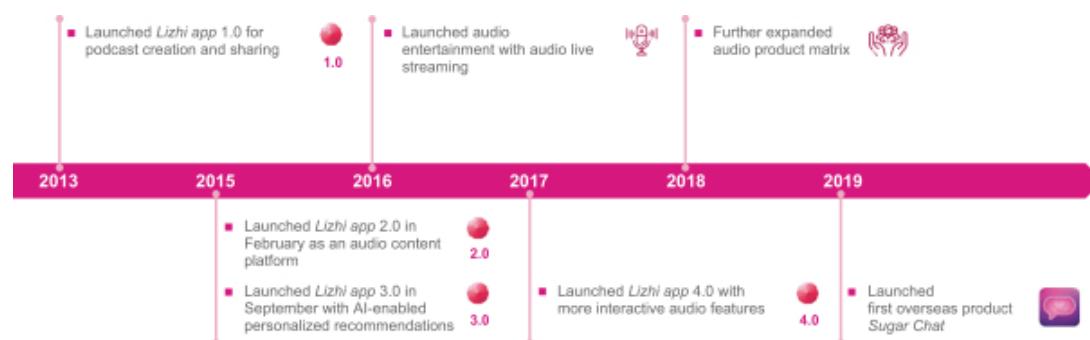 Launched Lizhi app 1.0 for
podcast creation and sharing
1.0
Launched audio
entertainment with audio live
streaming
Further expanded
audio product matrix
2013
2015
2016
2017
2018
2019
Launched Lizhi app 2.0 in
February as an audio content
platform
2.0
Launched Lizhi app 3.0 in
September with AI-enabled
personalized recommendations
3.0
Launched Lizhi app 4.0 with
more interactive audio features
4.0
Launched
first overseas product
Sugar Chat